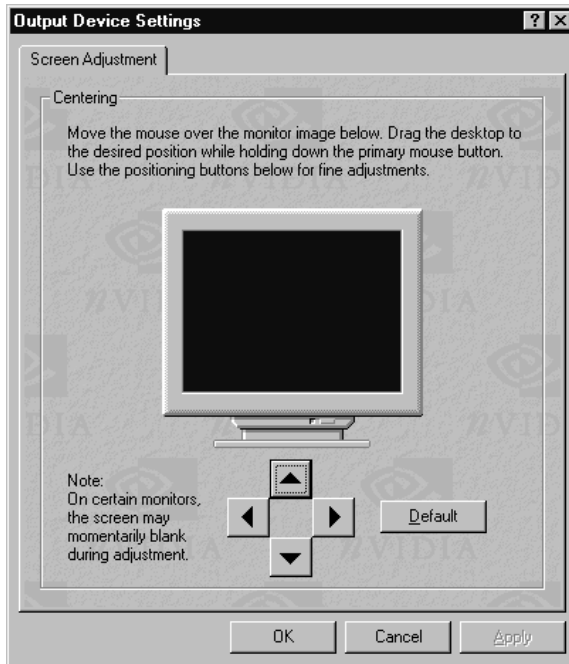 Output Device Settings
Screen Adjustment
Centering
Move the mouse over the monitor image below. Drag the desktop to
the desired position while holding down the primary mouse button.
Use the positioning buttons below for fine adjustments.
Note:
On certain monitors,
the screen may
momentarily blank
during adjustment.
Default
OK
Cancel
Apply